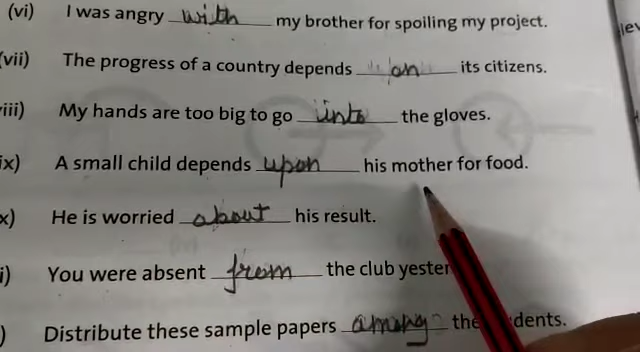 (vi) I was angry with my brother for spoiling my project.
(vii) The progress of a country depends on its citizens.
iii) My hands are too big to go into the gloves.
ix) A small child depends upon his mother for food.
x) He is worried about his result.
i) You were absent from the club yester
) Distribute these sample papers among the dents.